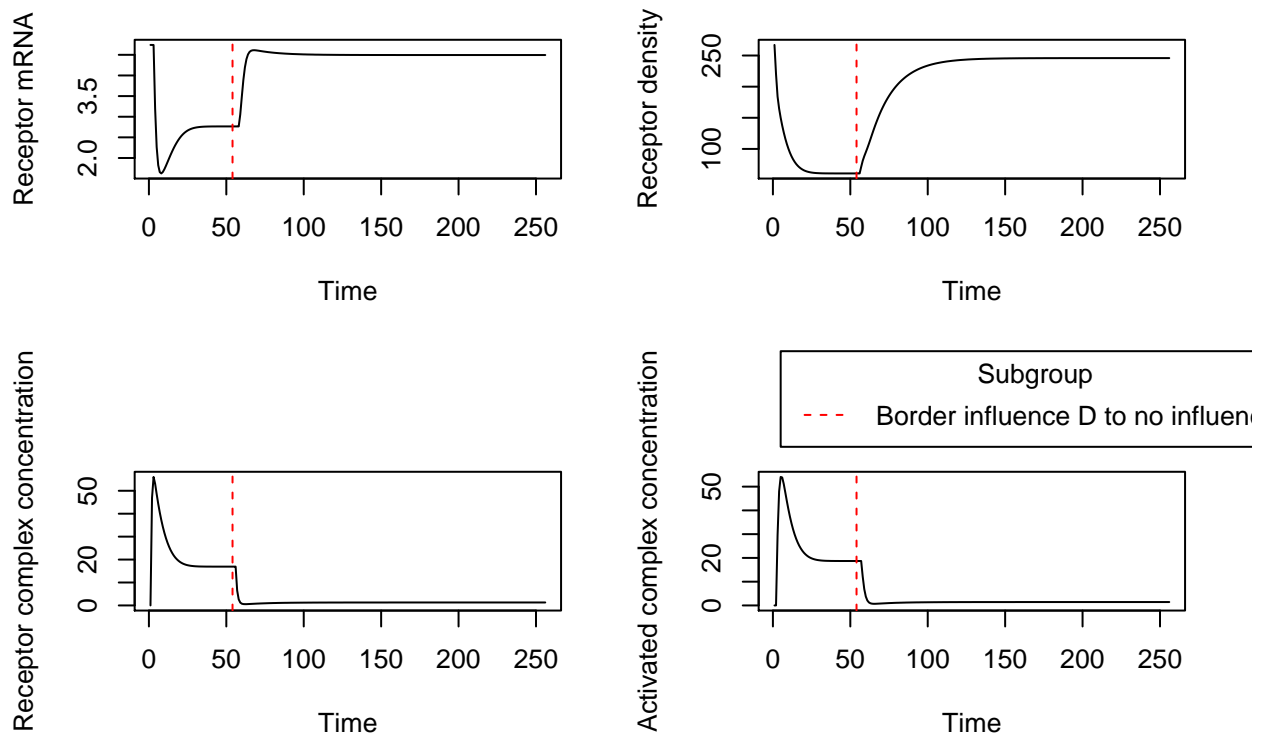 Receptor mRNA
2.0 3.5
0 50 100 150 200 250
Time
Receptor density
100 250
0 50 100 150 200 250
Time
Receptor complex concentration
0 20 50
0 50 100 150 200 250
Time
Activated complex concentration
Subgroup
Border influence D to no influen
0 20 50
0 50 100 150 200 250
Time